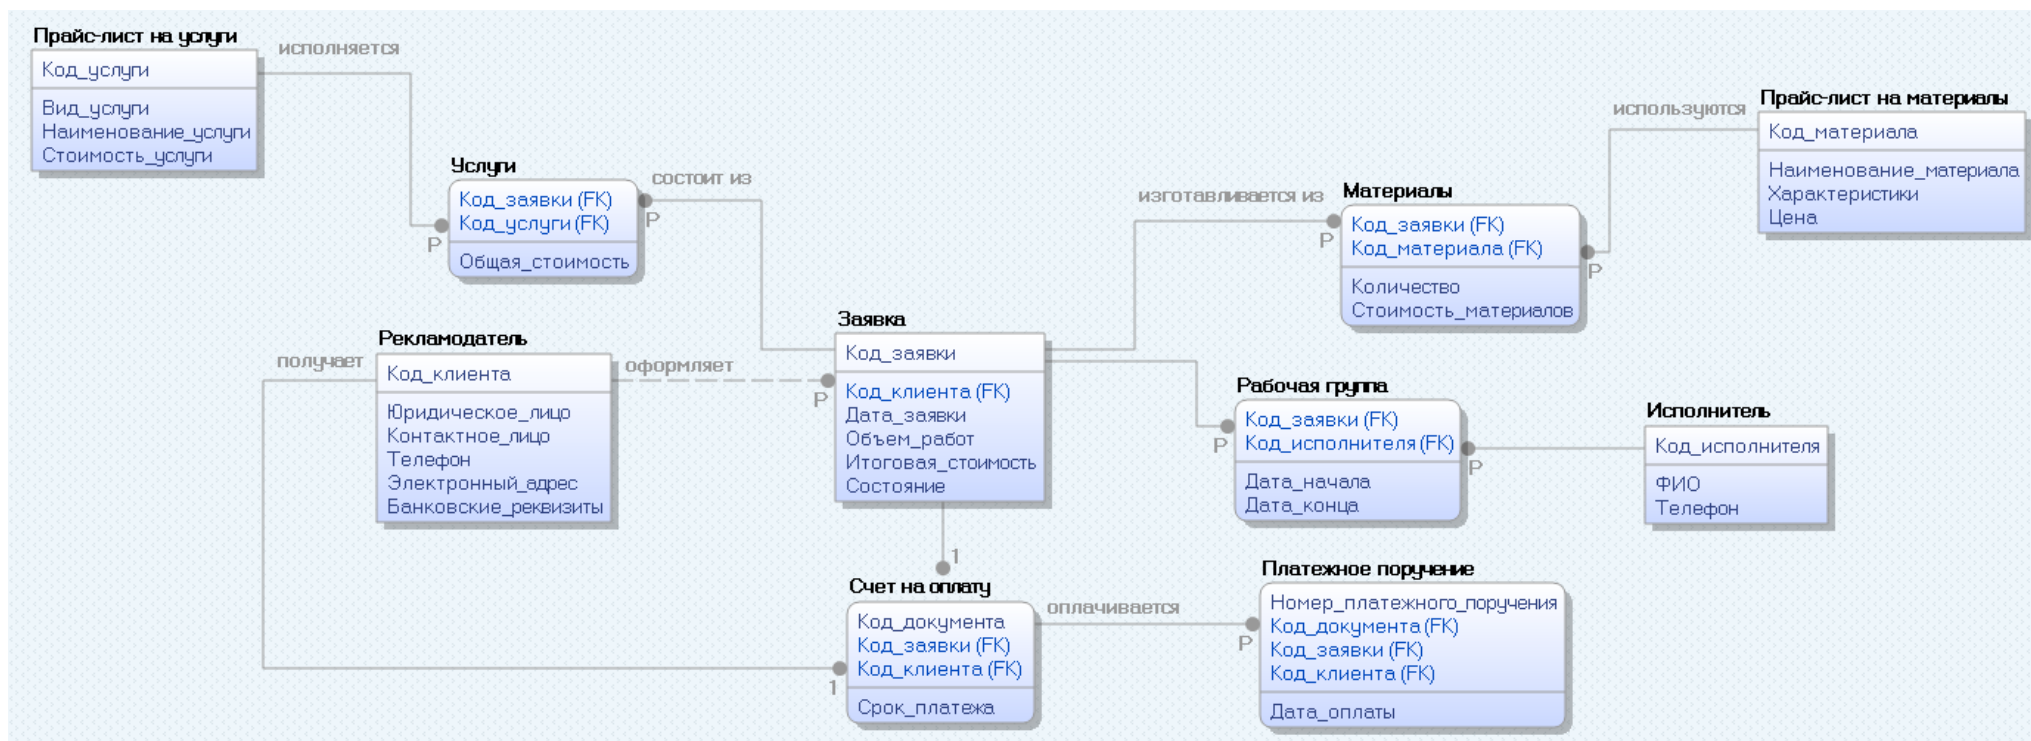 Прайс-лист на услуги
Код_услуги
Вид_услуги
Наименование_услуги
Стоимость_услуги
исполняется
P
Услуги
Код_заявки (FK)
Код_услуги (FK)
Общая_стоимость
состоит из
P
изготавливается из
P
Материалы
Код_заявки (FK)
Код_материала (FK)
Количество
Стоимость_материалов
используются
P
Прайс-лист на материалы
Код_материала
Наименование_материала
Характеристики
Цена
получает
Рекламодатель
Код_клиента
Юридическое_лицо
Контактное_лицо
Телефон
Электронный_адрес
Банковские_реквизиты
оформляет
P
Заявка
Код_заявки
Код_клиента (FK)
Дата_заявки
Объем_работ
Итоговая_стоимость
Состояние
P
Рабочая группа
Код_заявки (FK)
Код_исполнителя (FK)
Дата_начала
Дата_конца
P
Исполнитель
Код_исполнителя
ФИО
Телефон
1
1
Счет на оплату
Код_документа
Код_заявки (FK)
Код_клиента (FK)
Срок_платежа
оплачивается
P
Платежное поручение
Номер_платежного_поручения
Код_документа (FK)
Код_заявки (FK)
Код_клиента (FK)
Дата_оплаты